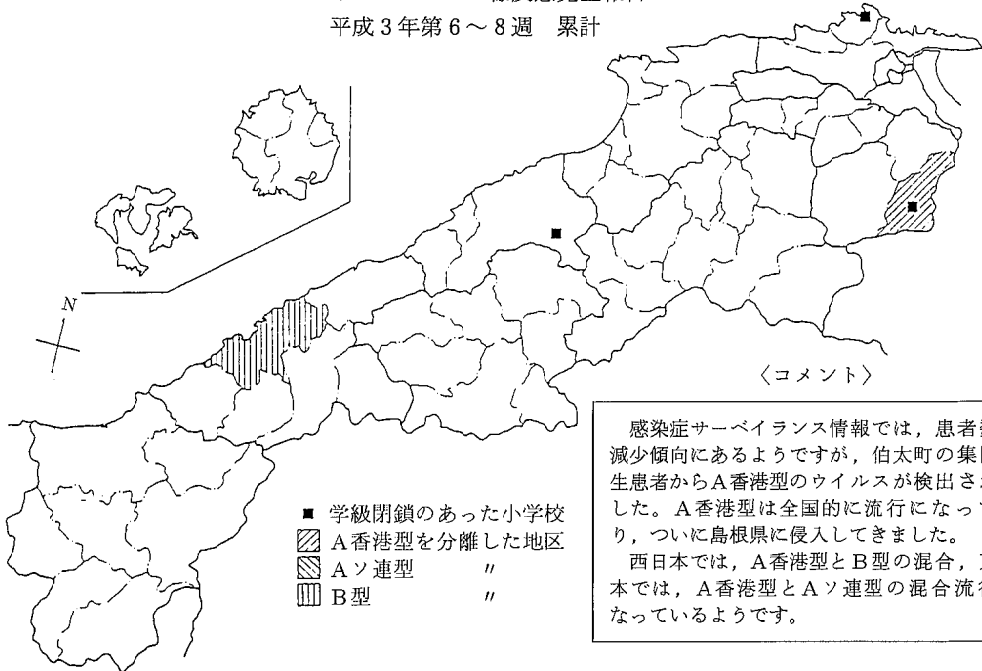 平成3年第6～8週 累計
N
〈コメント〉
感染症サーベイランス情報では，患者
減少傾向にあるようですが，伯太町の集
生患者からA香港型のウイルスが検出さ
した。A香港型は全国的に流行になって
り，ついに島根県に侵入してきました。
西日本では，A香港型とB型の混合，
本では，A香港型とAソ連型の混合流行
なっているようです。
■ 学級閉鎖のあった小学校
A香港型を分離した地区
Aソ連型 〃
B型 〃